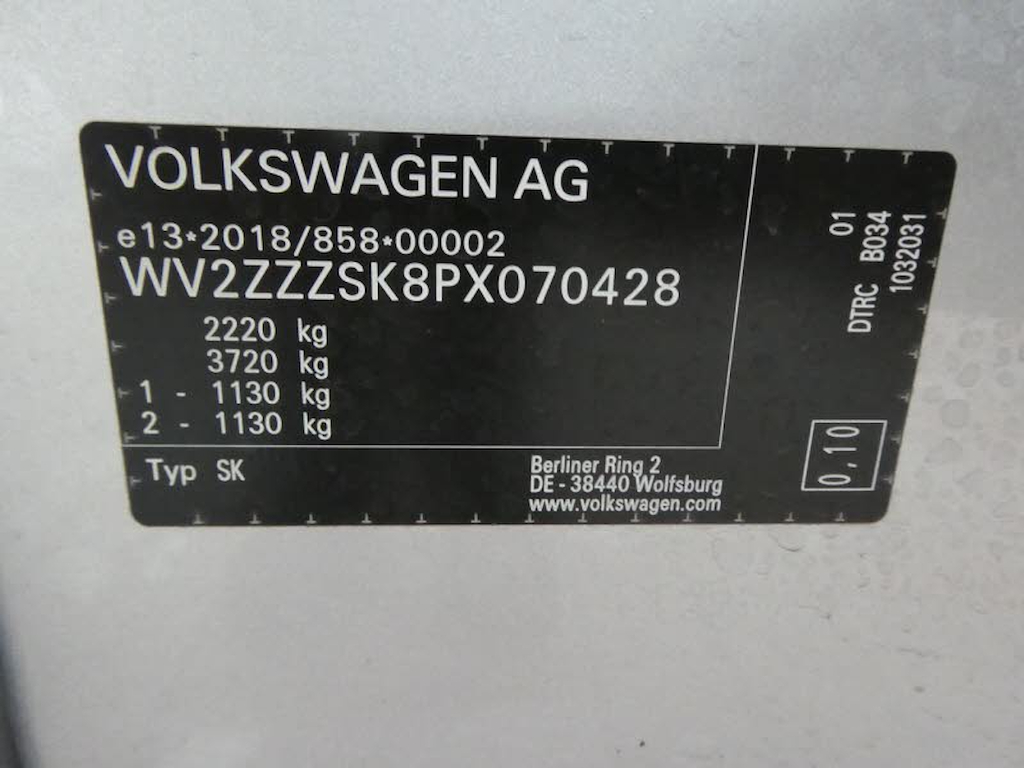 VOLKSWAGEN AG
e13*2018/858*00002
WV2ZZZSK8PX070428
2220 kg
3720 kg
1 - 1130 kg
2 - 1130 kg
Typ SK
Berliner Ring 2
DE - 38440 Wolfsburg
www.volkswagen.com
01
DTRC B034
1032031
0,10